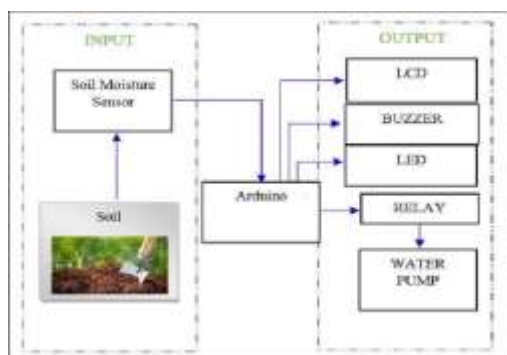 INPUT
Soil Moisture
Sensor
Soil
Arduino
OUTPUT
LCD
BUZZER
LED
RELAY
WATER
PUMP